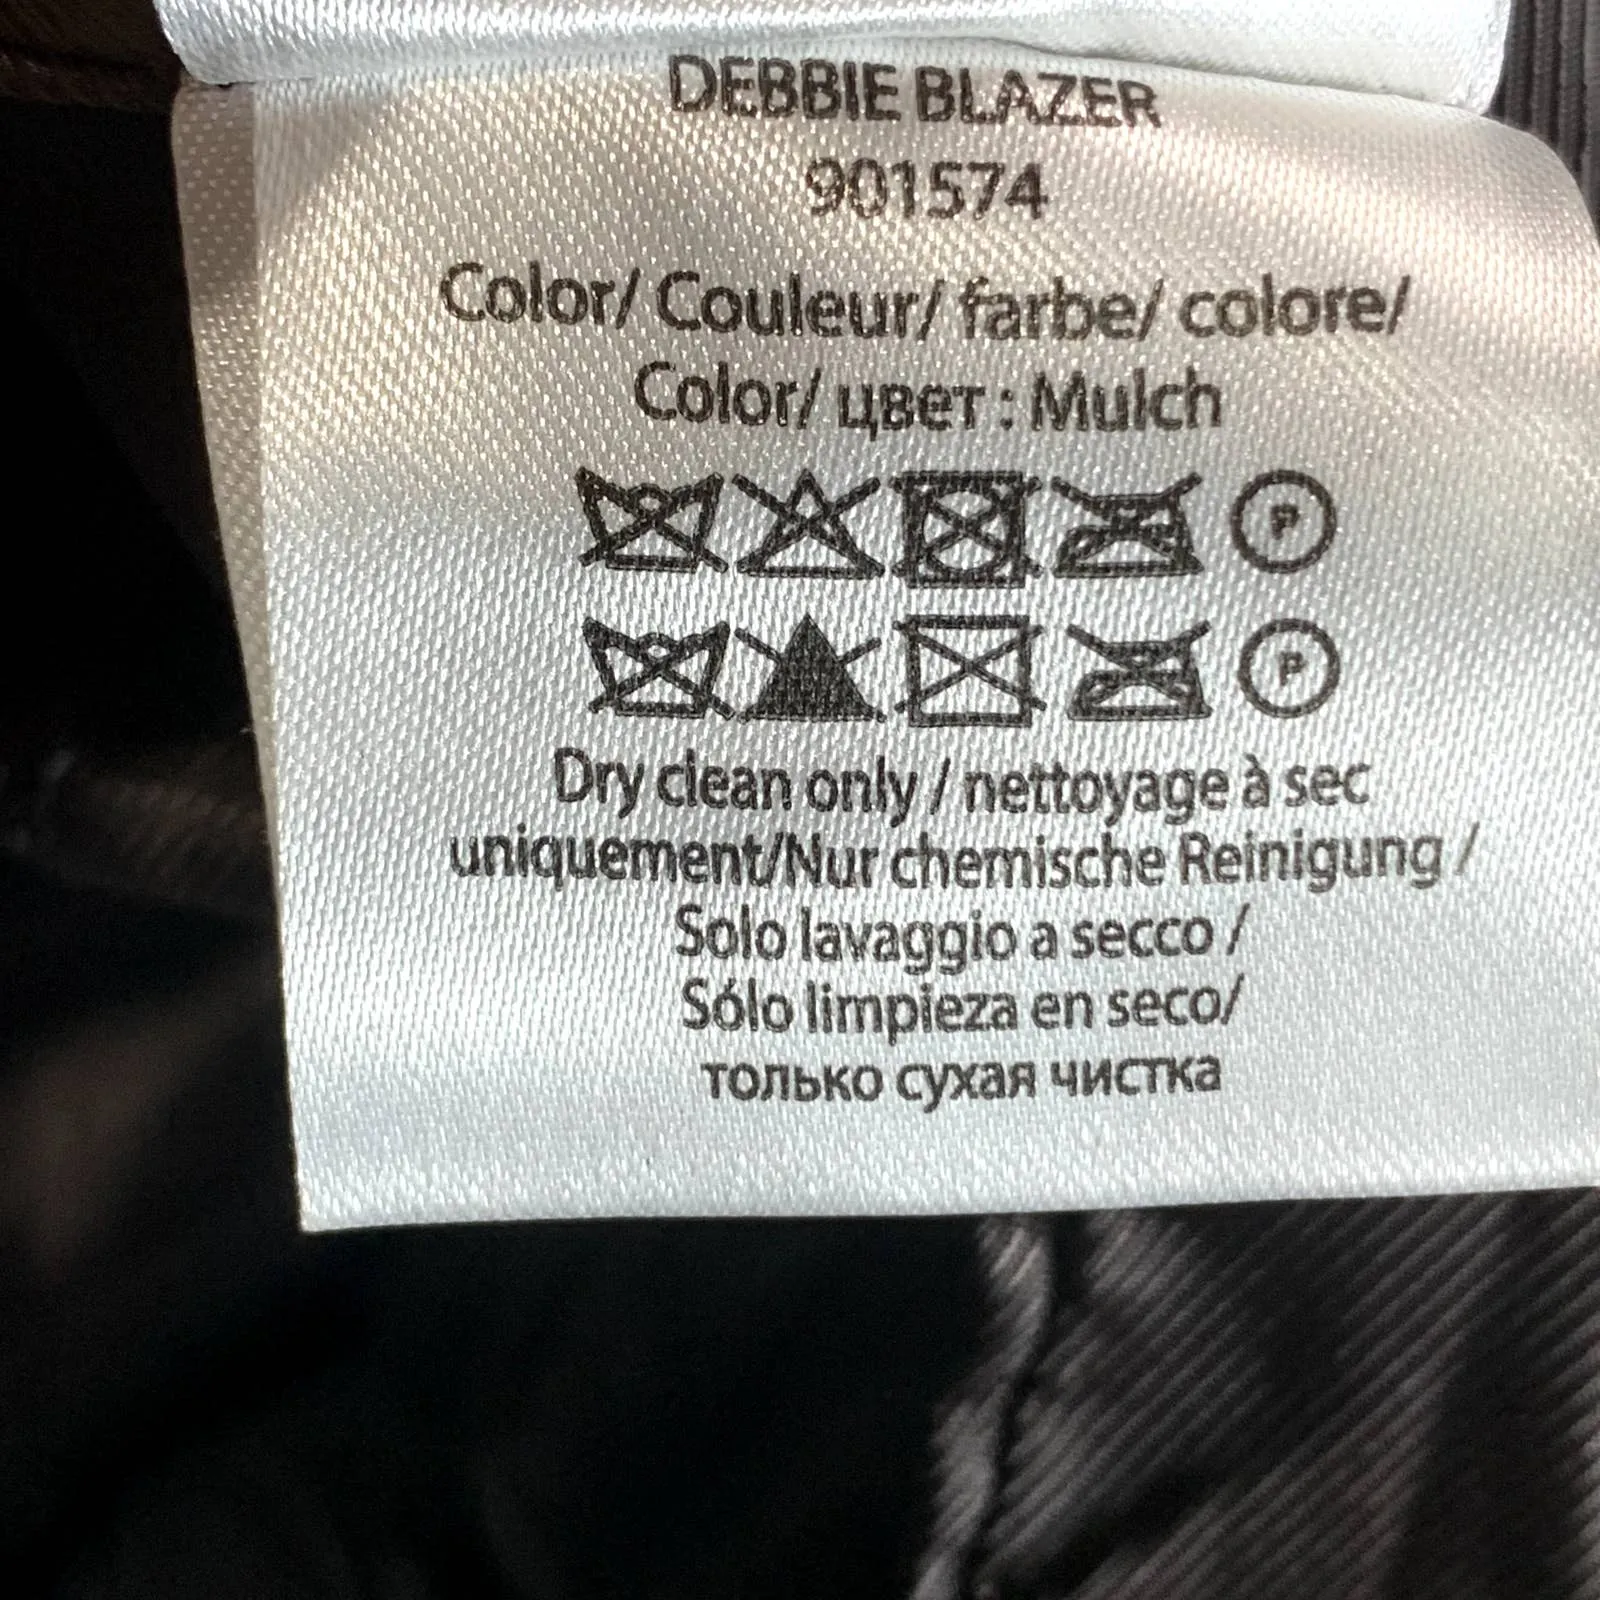 DEBBIE BLAZER
901574
Color/ Couleur/ farbe/ colore/
Color/ цвет : Mulch
P
P
Dry clean only / nettoyage à sec
uniquement/Nur chemische Reinigung /
Solo lavaggio a secco /
Sólo limpieza en seco/
только сухая чистка